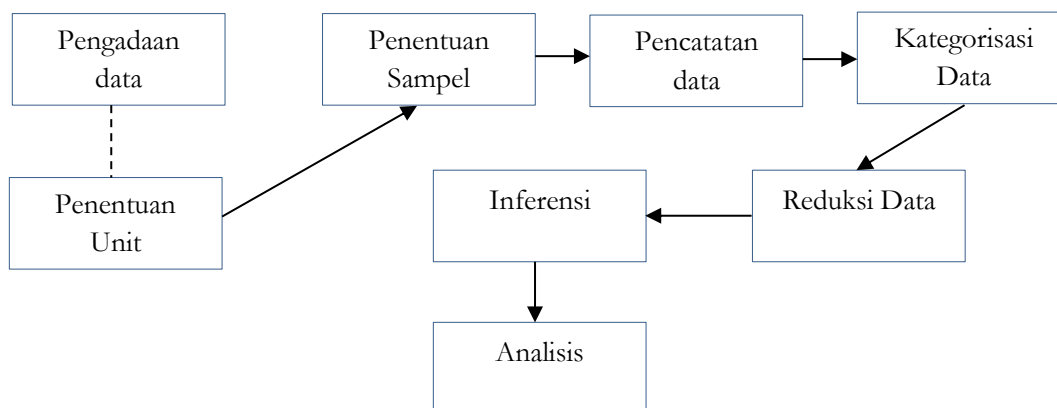 Pengadaan
data
Penentuan
Sampel
Pencatatan
data
Kategorisasi
Data
Penentuan
Unit
Inferensi
Reduksi Data
Analisis